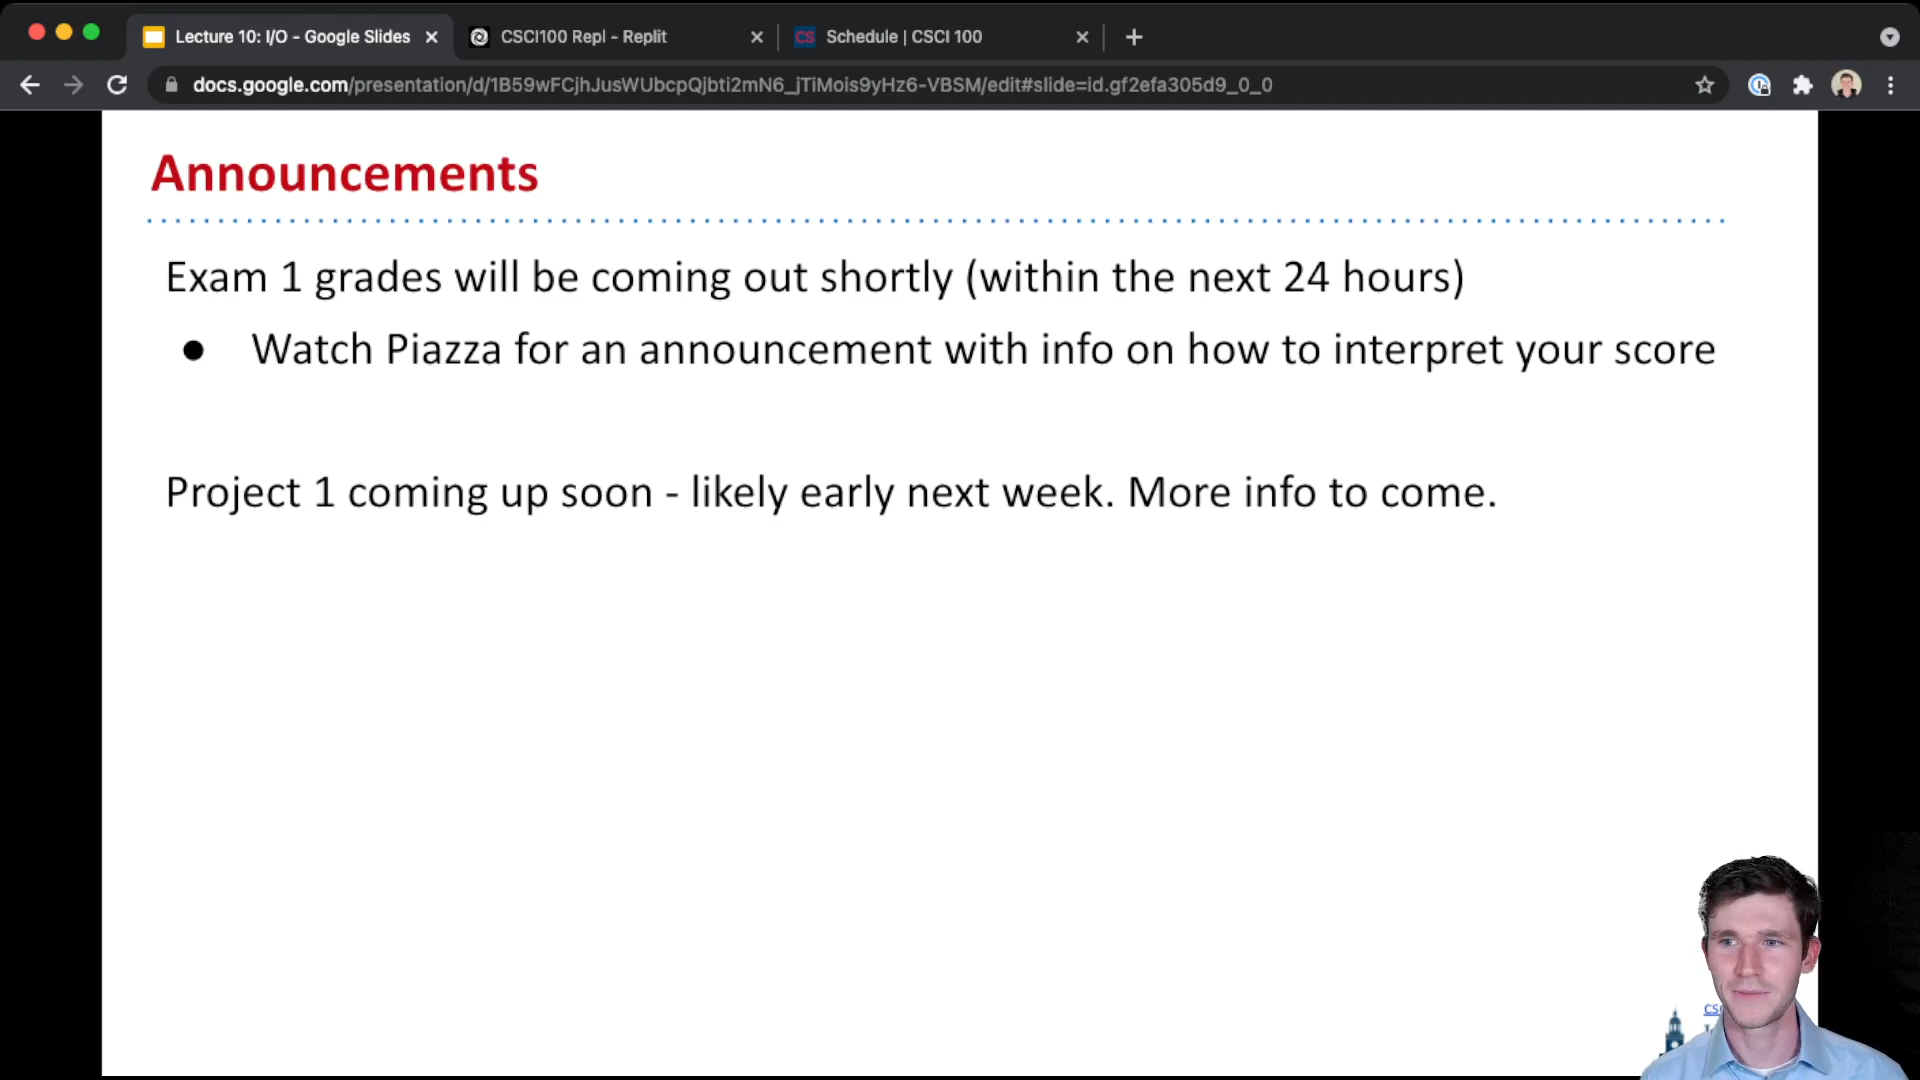 Lecture 10: I/O - Google Slides
CSCI100 Repl - Replit
CS Schedule | CSCI 100
docs.google.com/presentation/d/1B59wFCjhJusWUbcpQjbti2mN6_jTiMois9yHz6-VBSM/edit#slide=id.gf2efa305d9_0_0
Announcements
Exam 1 grades will be coming out shortly (within the next 24 hours)
● Watch Piazza for an announcement with info on how to interpret your score
Project 1 coming up soon - likely early next week. More info to come.